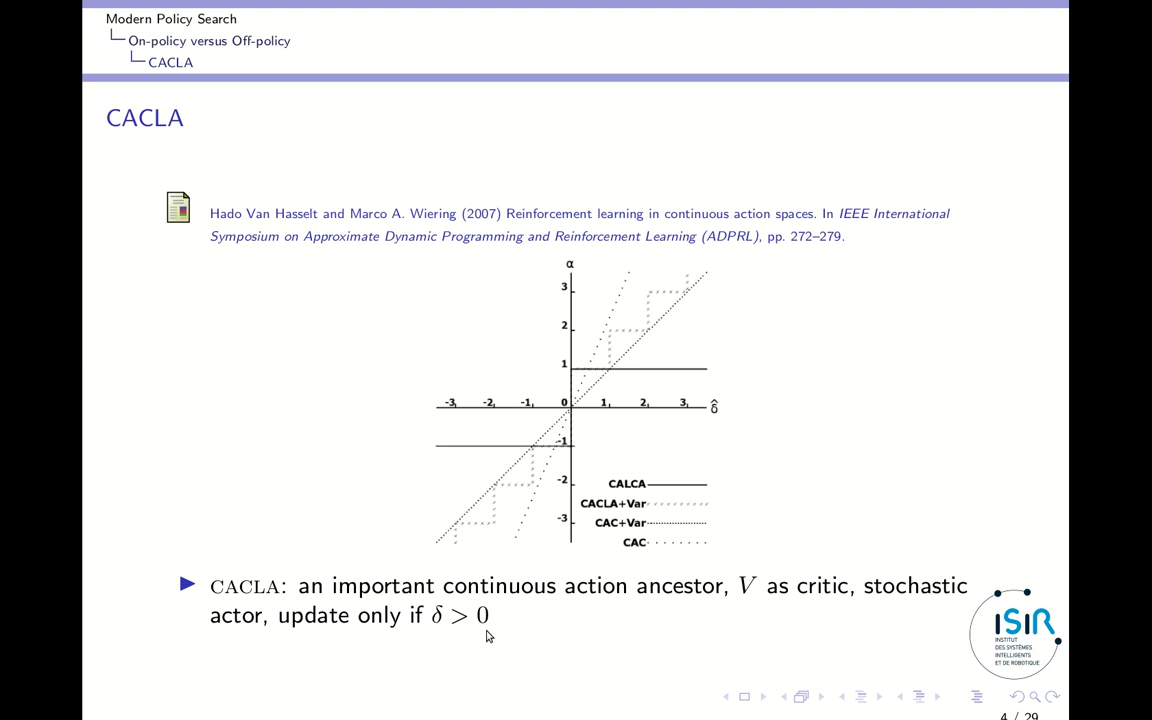 Modern Policy Search
On-policy versus Off-policy
CACLA
CACLA
Hado Van Hasselt and Marco A. Wiering (2007) Reinforcement learning in continuous action spaces. In IEEE International
Symposium on Approximate Dynamic Programming and Reinforcement Learning (ADPRL), pp. 272–279.
α
3
2
1
-3 -2 -1 0 1 2 3 δ̂
-1
-2
-3
CALCA
CACLA+Var
CAC+Var
CAC
CACLA: an important continuous action ancestor, V as critic, stochastic
actor, update only if δ > 0
ISIR
INSTITUT
DES SYSTÈMES
INTELLIGENTS
ET DE ROBOTIQUE
4 / 29